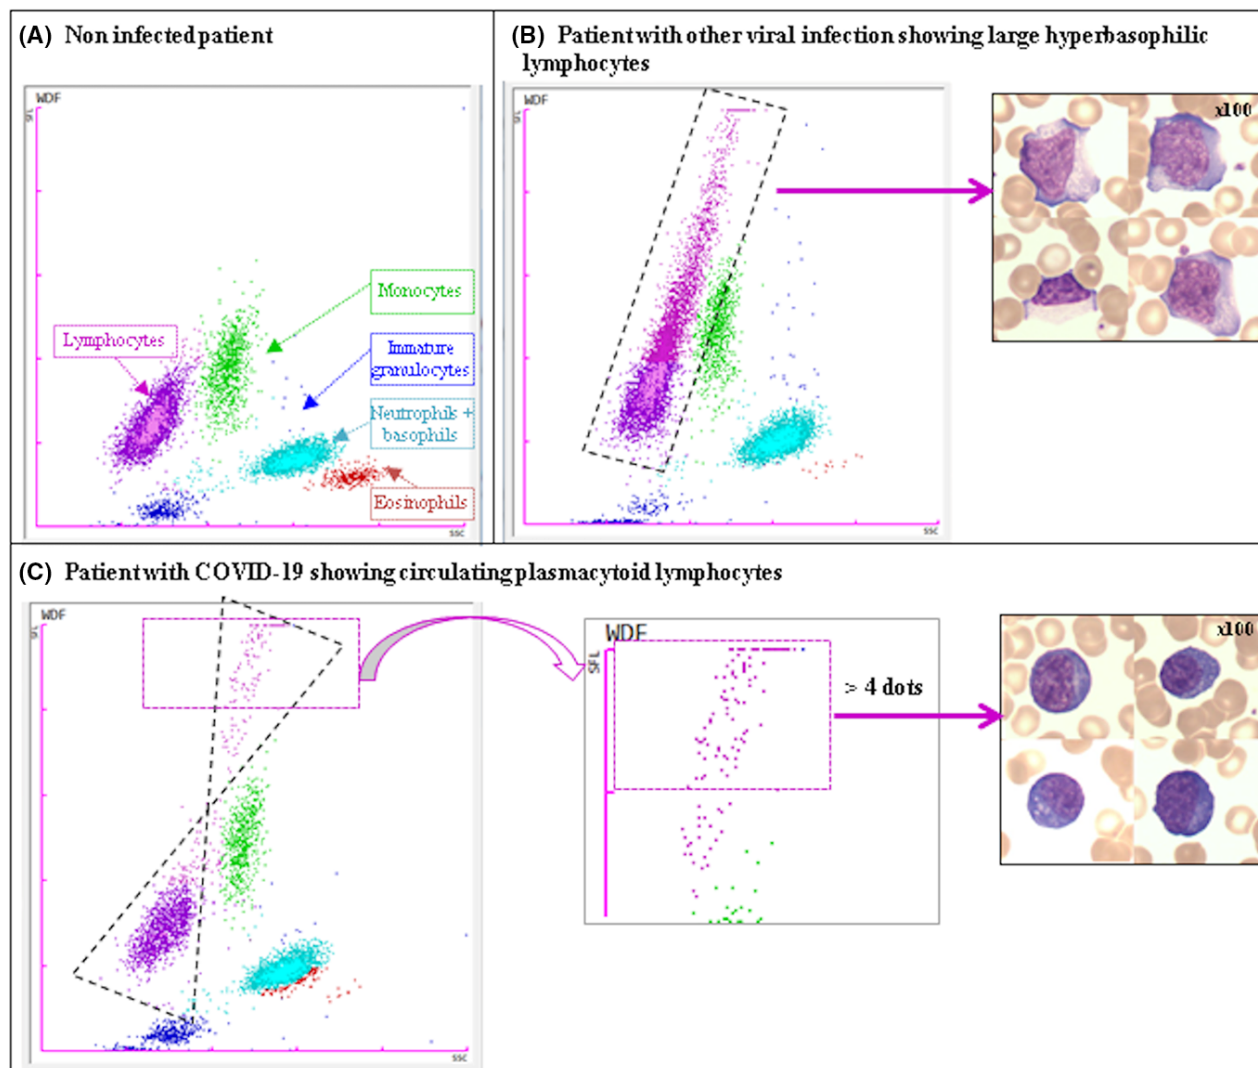 (A) Non infected patient
WDF
Lymphocytes
Monocytes
Immature
granulocytes
Neutrophils +
basophils
Eosinophils
SSC
(B) Patient with other viral infection showing large hyperbasophilic
lymphocytes
WDF
SSC
x100
(C) Patient with COVID-19 showing circulating plasmacytoid lymphocytes
WDF
SSC
WDF
SFL
> 4 dots
x100